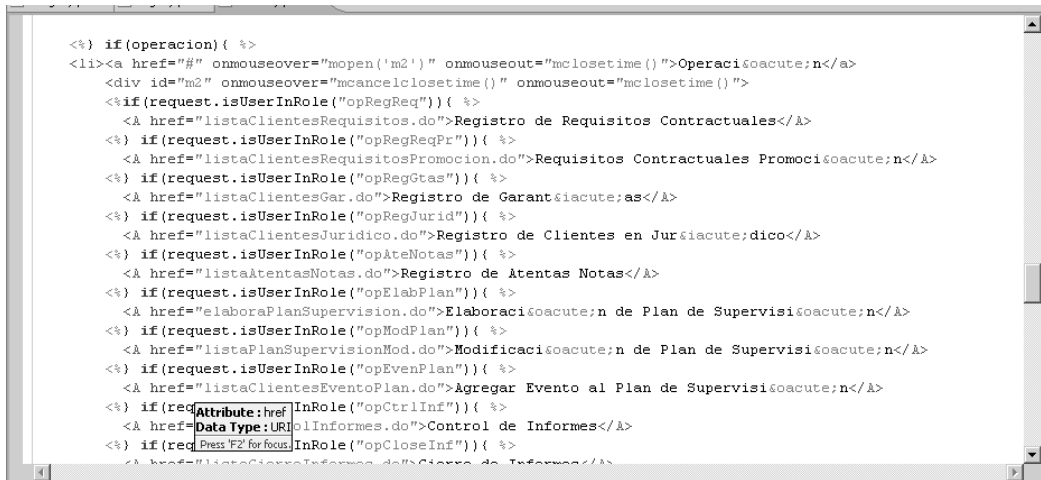 <%} if(operacion){ %>
<li><a href="#" onmouseover="mopen('m2')" onmouseout="mclosetime()">Operaci&oacute;n</a>
<div id="m2" onmouseover="mcancelclosetime()" onmouseout="mclosetime()">
<%if(request.isUserInRole("opRegReq")){ %>
<A href="listaClientesRequisitos.do">Registro de Requisitos Contractuales</A>
<%} if(request.isUserInRole("opRegReqPr")){ %>
<A href="listaClientesRequisitosPromocion.do">Requisitos Contractuales Promoci&oacute;n</A>
<%} if(request.isUserInRole("opRegGtas")){ %>
<A href="listaClientesGar.do">Registro de Garant&iacute;as</A>
<%} if(request.isUserInRole("opRegJurid")){ %>
<A href="listaClientesJuridico.do">Registro de Clientes en Jur&iacute;dico</A>
<%} if(request.isUserInRole("opAteNotas")){ %>
<A href="listaAtentasNotas.do">Registro de Atentas Notas</A>
<%} if(request.isUserInRole("opElabPlan")){ %>
<A href="elaboraPlanSupervision.do">Elaboraci&oacute;n de Plan de Supervisi&oacute;n</A>
<%} if(request.isUserInRole("opModPlan")){ %>
<A href="listaPlanSupervisionMod.do">Modificaci&oacute;n de Plan de Supervisi&oacute;n</A>
<%} if(request.isUserInRole("opEvenPlan")){ %>
<A href="listaClientesEventoPlan.do">Agregar Evento al Plan de Supervisi&oacute;n</A>
<%} if(req InRole("opCtrlInf")){ %>
Attribute : href
<A href= olInformes.do">Control de Informes</A>
Data Type : URI
<%} if(req InRole("opCloseInf")){ %>
Press 'F2' for focus.
<A href="listaCierreInformes.do">Cierre de Informes</A>